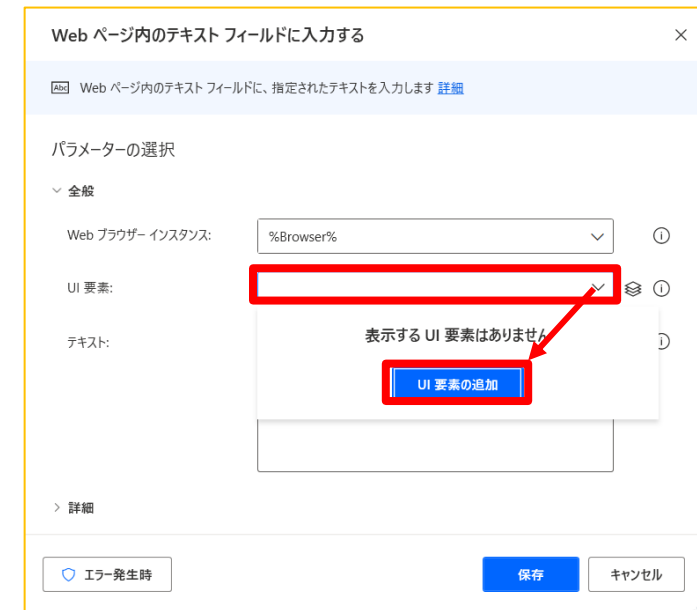 Web ページ内のテキスト フィールドに入力する
Abc Web ページ内のテキスト フィールドに、指定されたテキストを入力します 詳細
パラメーターの選択
全般
Web ブラウザー インスタンス: %Browser%
UI 要素:
表示する UI 要素はありません
テキスト:
UI 要素の追加
詳細
エラー発生時 保存 キャンセル